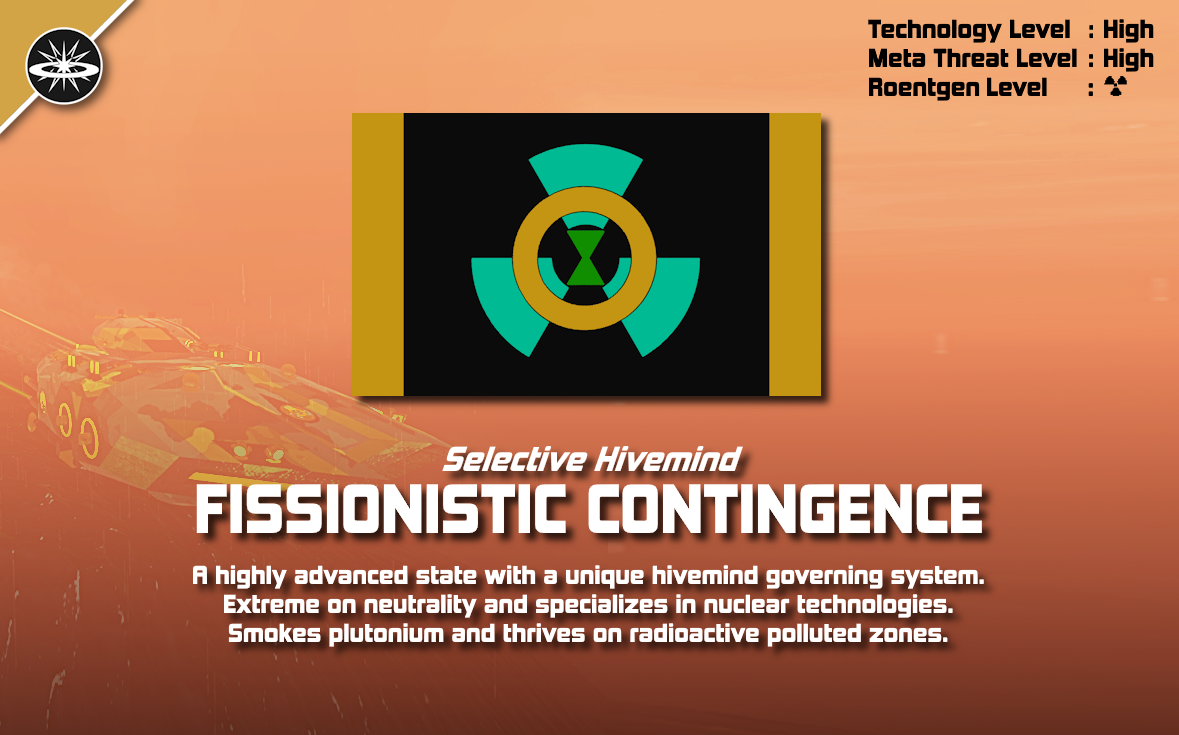 Technology Level : High
Meta Threat Level : High
Roentgen Level : ☢
Selective Hivemind
FISSIONISTIC CONTINGENCE
A highly advanced state with a unique hivemind governing system.
Extreme on neutrality and specializes in nuclear technologies.
Smokes plutonium and thrives on radioactive polluted zones.